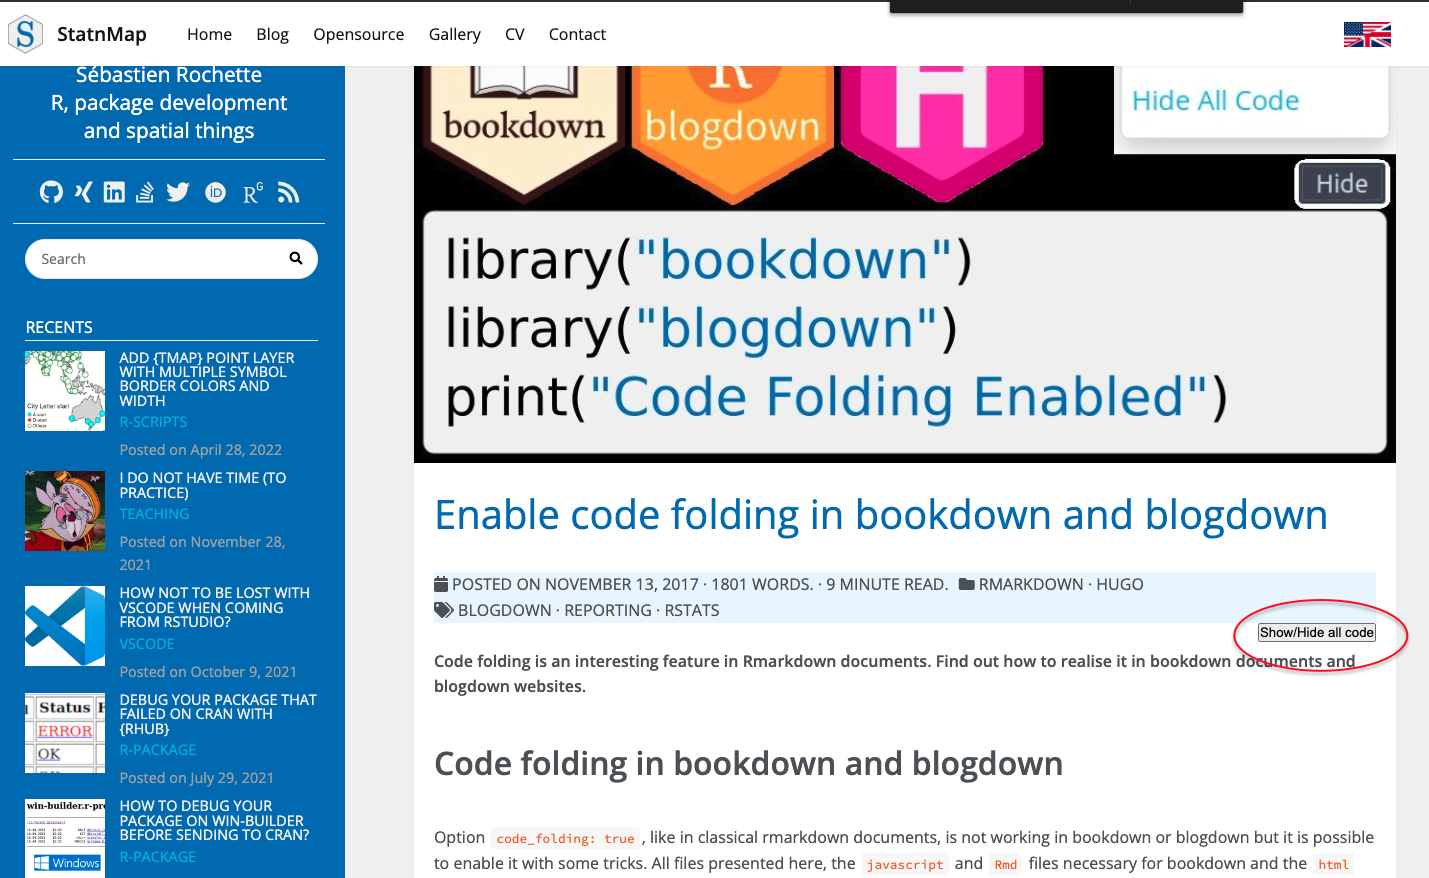 S StatnMap Home Blog Opensource Gallery CV Contact
Sébastien Rochette
R, package development
and spatial things
iD RG
Search
RECENTS
City Letter start
ADD {TMAP} POINT LAYER
WITH MULTIPLE SYMBOL
BORDER COLORS AND
WIDTH
R-SCRIPTS
Posted on April 28, 2022
I DO NOT HAVE TIME (TO
PRACTICE)
TEACHING
Posted on November 28,
2021
HOW NOT TO BE LOST WITH
VSCODE WHEN COMING
FROM RSTUDIO?
VSCODE
Posted on October 9, 2021
Status
ERROR
OK
DEBUG YOUR PACKAGE THAT
FAILED ON CRAN WITH
{RHUB}
R-PACKAGE
Posted on July 29, 2021
win-builder.r-pro
Windows
HOW TO DEBUG YOUR
PACKAGE ON WIN-BUILDER
BEFORE SENDING TO CRAN?
R-PACKAGE
bookdown
R
blogdown
H
Hide All Code
Hide
library("bookdown")
library("blogdown")
print("Code Folding Enabled")
Enable code folding in bookdown and blogdown
POSTED ON NOVEMBER 13, 2017 · 1801 WORDS. · 9 MINUTE READ. RMARKDOWN · HUGO
BLOGDOWN · REPORTING · RSTATS
Show/Hide all code
Code folding is an interesting feature in Rmarkdown documents. Find out how to realise it in bookdown documents and
blogdown websites.
Code folding in bookdown and blogdown
Option code_folding: true , like in classical rmarkdown documents, is not working in bookdown or blogdown but it is possible
to enable it with some tricks. All files presented here, the javascript and Rmd files necessary for bookdown and the html